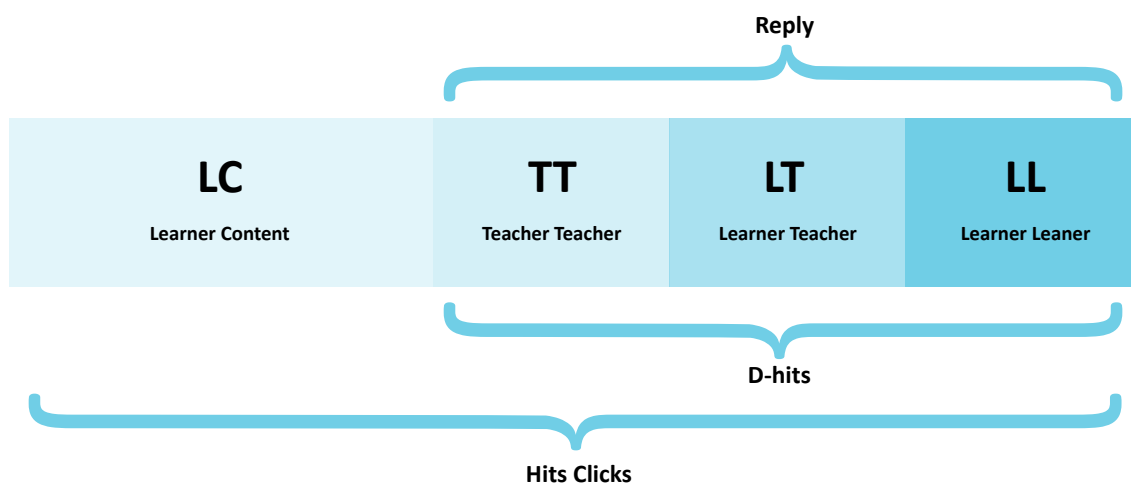 Reply
LC
TT
LT
LL
Learner Content
Teacher Teacher
Learner Teacher
Learner Leaner
D-hits
Hits Clicks